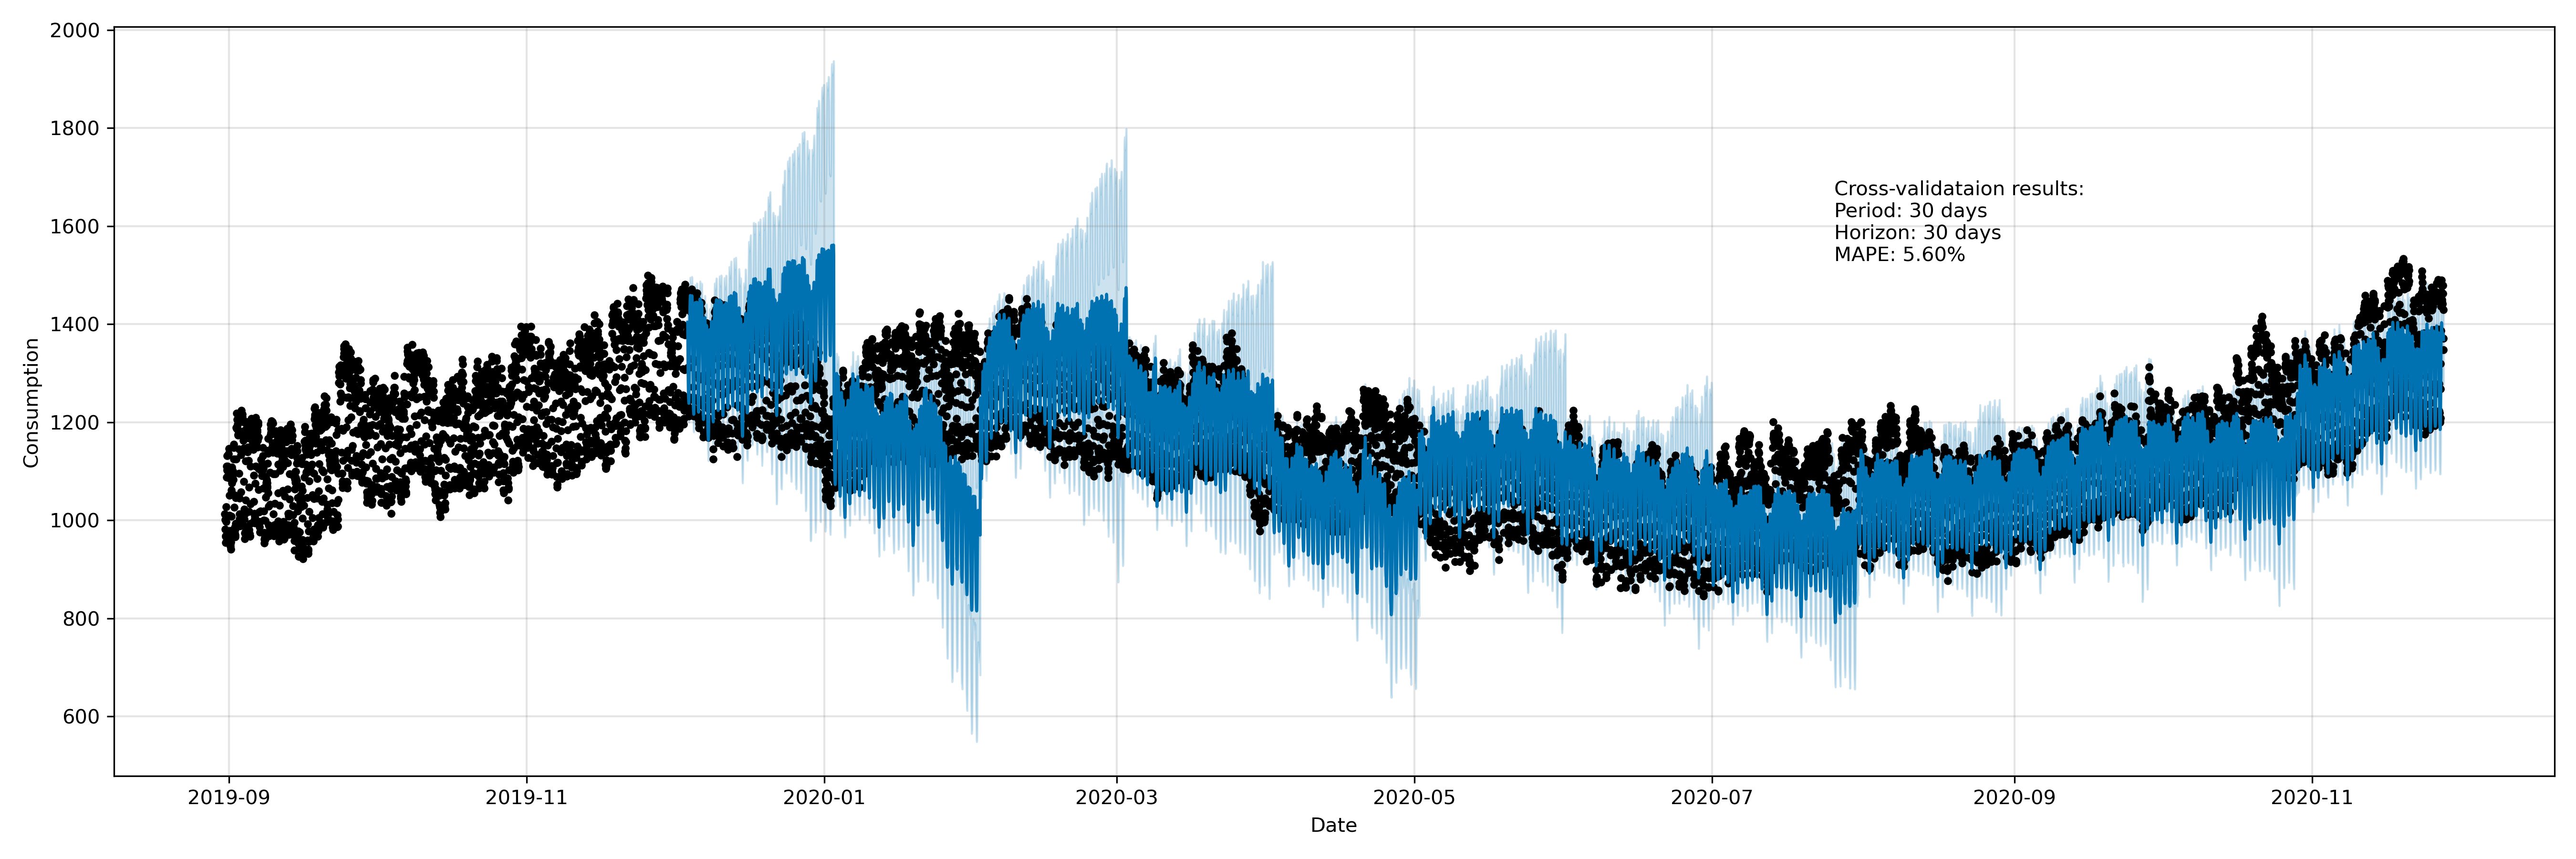 2000
1800
1600
1400
1200
1000
800
600
Consumption
Cross-validataion results:
Period: 30 days
Horizon: 30 days
MAPE: 5.60%
2019-09 2019-11 2020-01 2020-03 2020-05 2020-07 2020-09 2020-11
Date